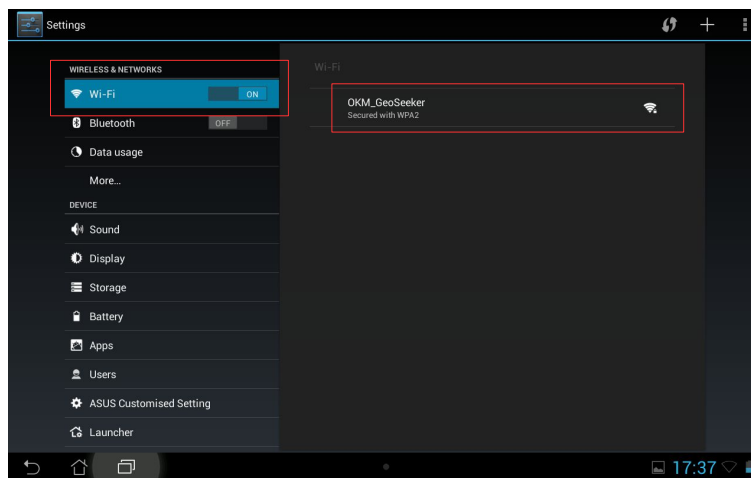 Settings
WIRELESS & NETWORKS
Wi-Fi
ON
Bluetooth
OFF
Data usage
More...
DEVICE
Sound
Display
Storage
Battery
Apps
Users
ASUS Customised Setting
Launcher
Wi-Fi
OKM_GeoSeeker
Secured with WPA2
17:37